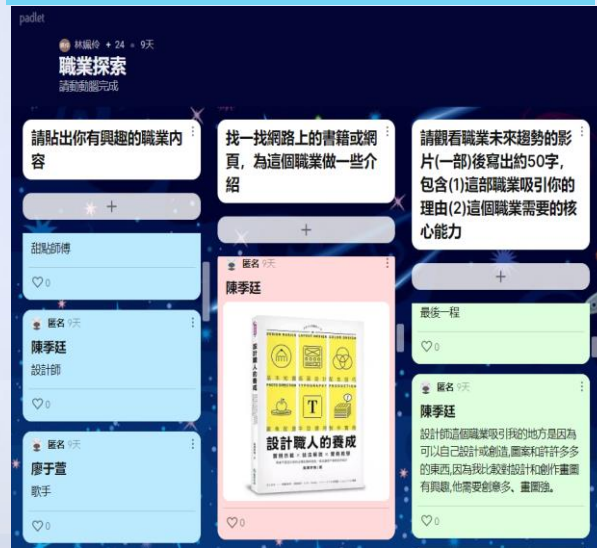 padlet
林珮伶 + 24 • 9天
職業探索
請動動腦完成
請貼出你有興趣的職業內
容
甜點師傅
0
匿名 9天
陳季廷
設計師
0
匿名 9天
廖于萱
歌手
0
找一找網路上的書籍或網
頁，為這個職業做一些介
紹
匿名 9天
陳季廷
設計職人的養成
0
請觀看職業未來趨勢的影
片(一部)後寫出約50字，
包含(1)這部職業吸引你的
理由(2)這個職業需要的核
心能力
最後一程
0
匿名 9天
陳季廷
設計師這個職業吸引我的地方是因為
可以自己設計或創造,圖案和許許多多
的東西,因為我比較對設計和創作畫圖
有興趣,他需要創意多、畫圖強。
0